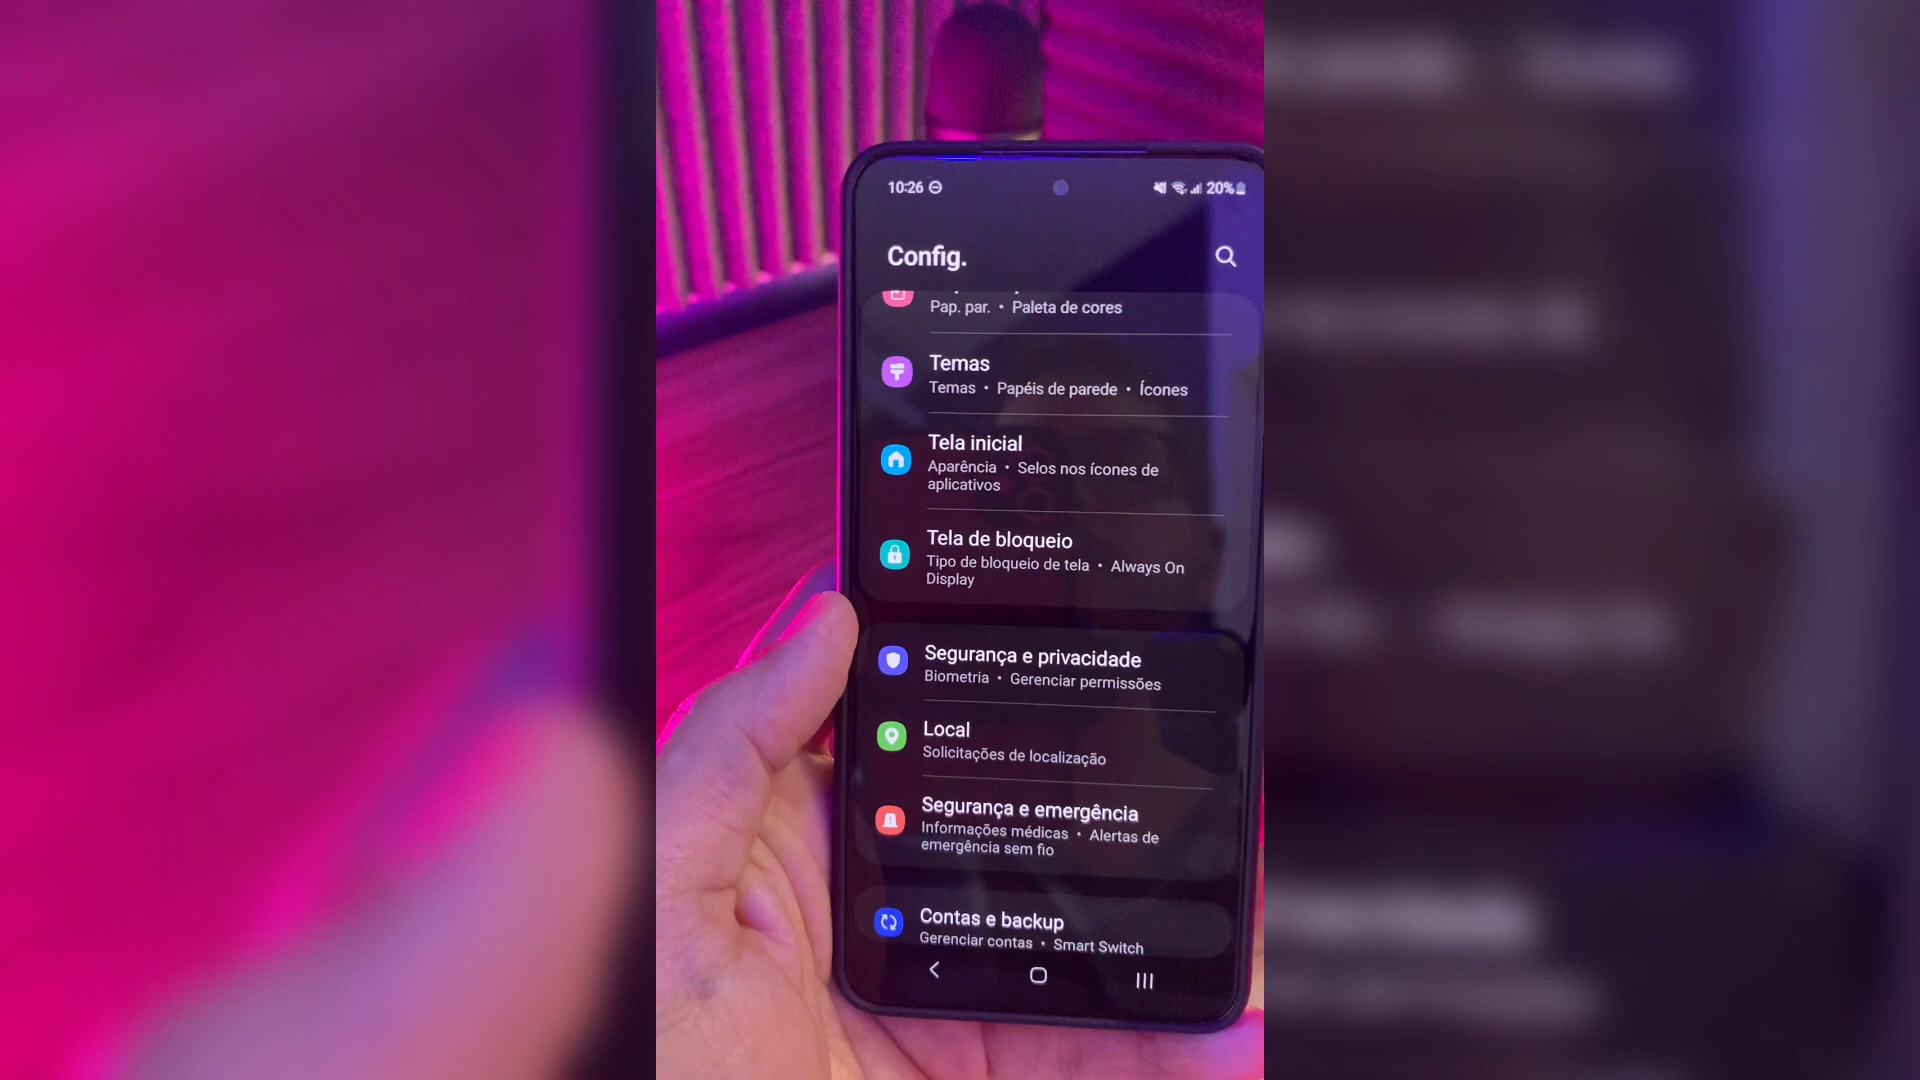 10:26
20%
Config.
Pap. par. • Paleta de cores
Temas
Temas • Papéis de parede • Ícones
Tela inicial
Aparência • Selos nos ícones de
aplicativos
Tela de bloqueio
Tipo de bloqueio de tela • Always On
Display
Segurança e privacidade
Biometria • Gerenciar permissões
Local
Solicitações de localização
Segurança e emergência
Informações médicas • Alertas de
emergência sem fio
Contas e backup
Gerenciar contas • Smart Switch